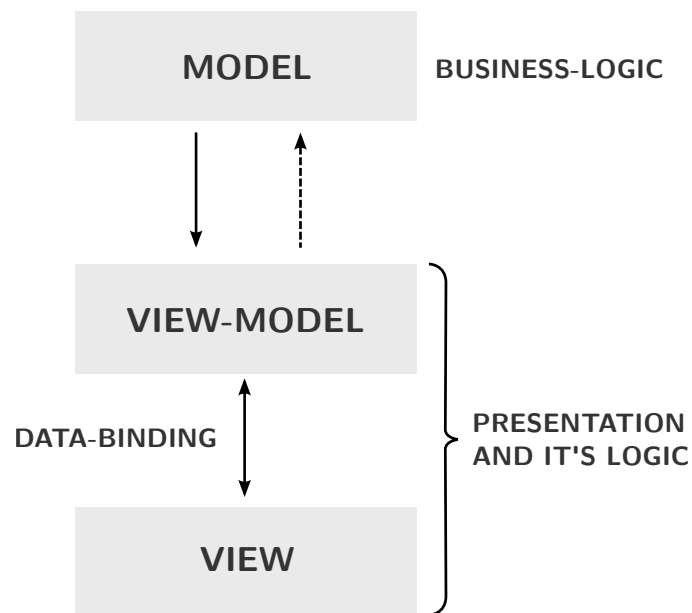 MODEL
BUSINESS-LOGIC
VIEW-MODEL
DATA-BINDING
PRESENTATION
AND IT'S LOGIC
VIEW